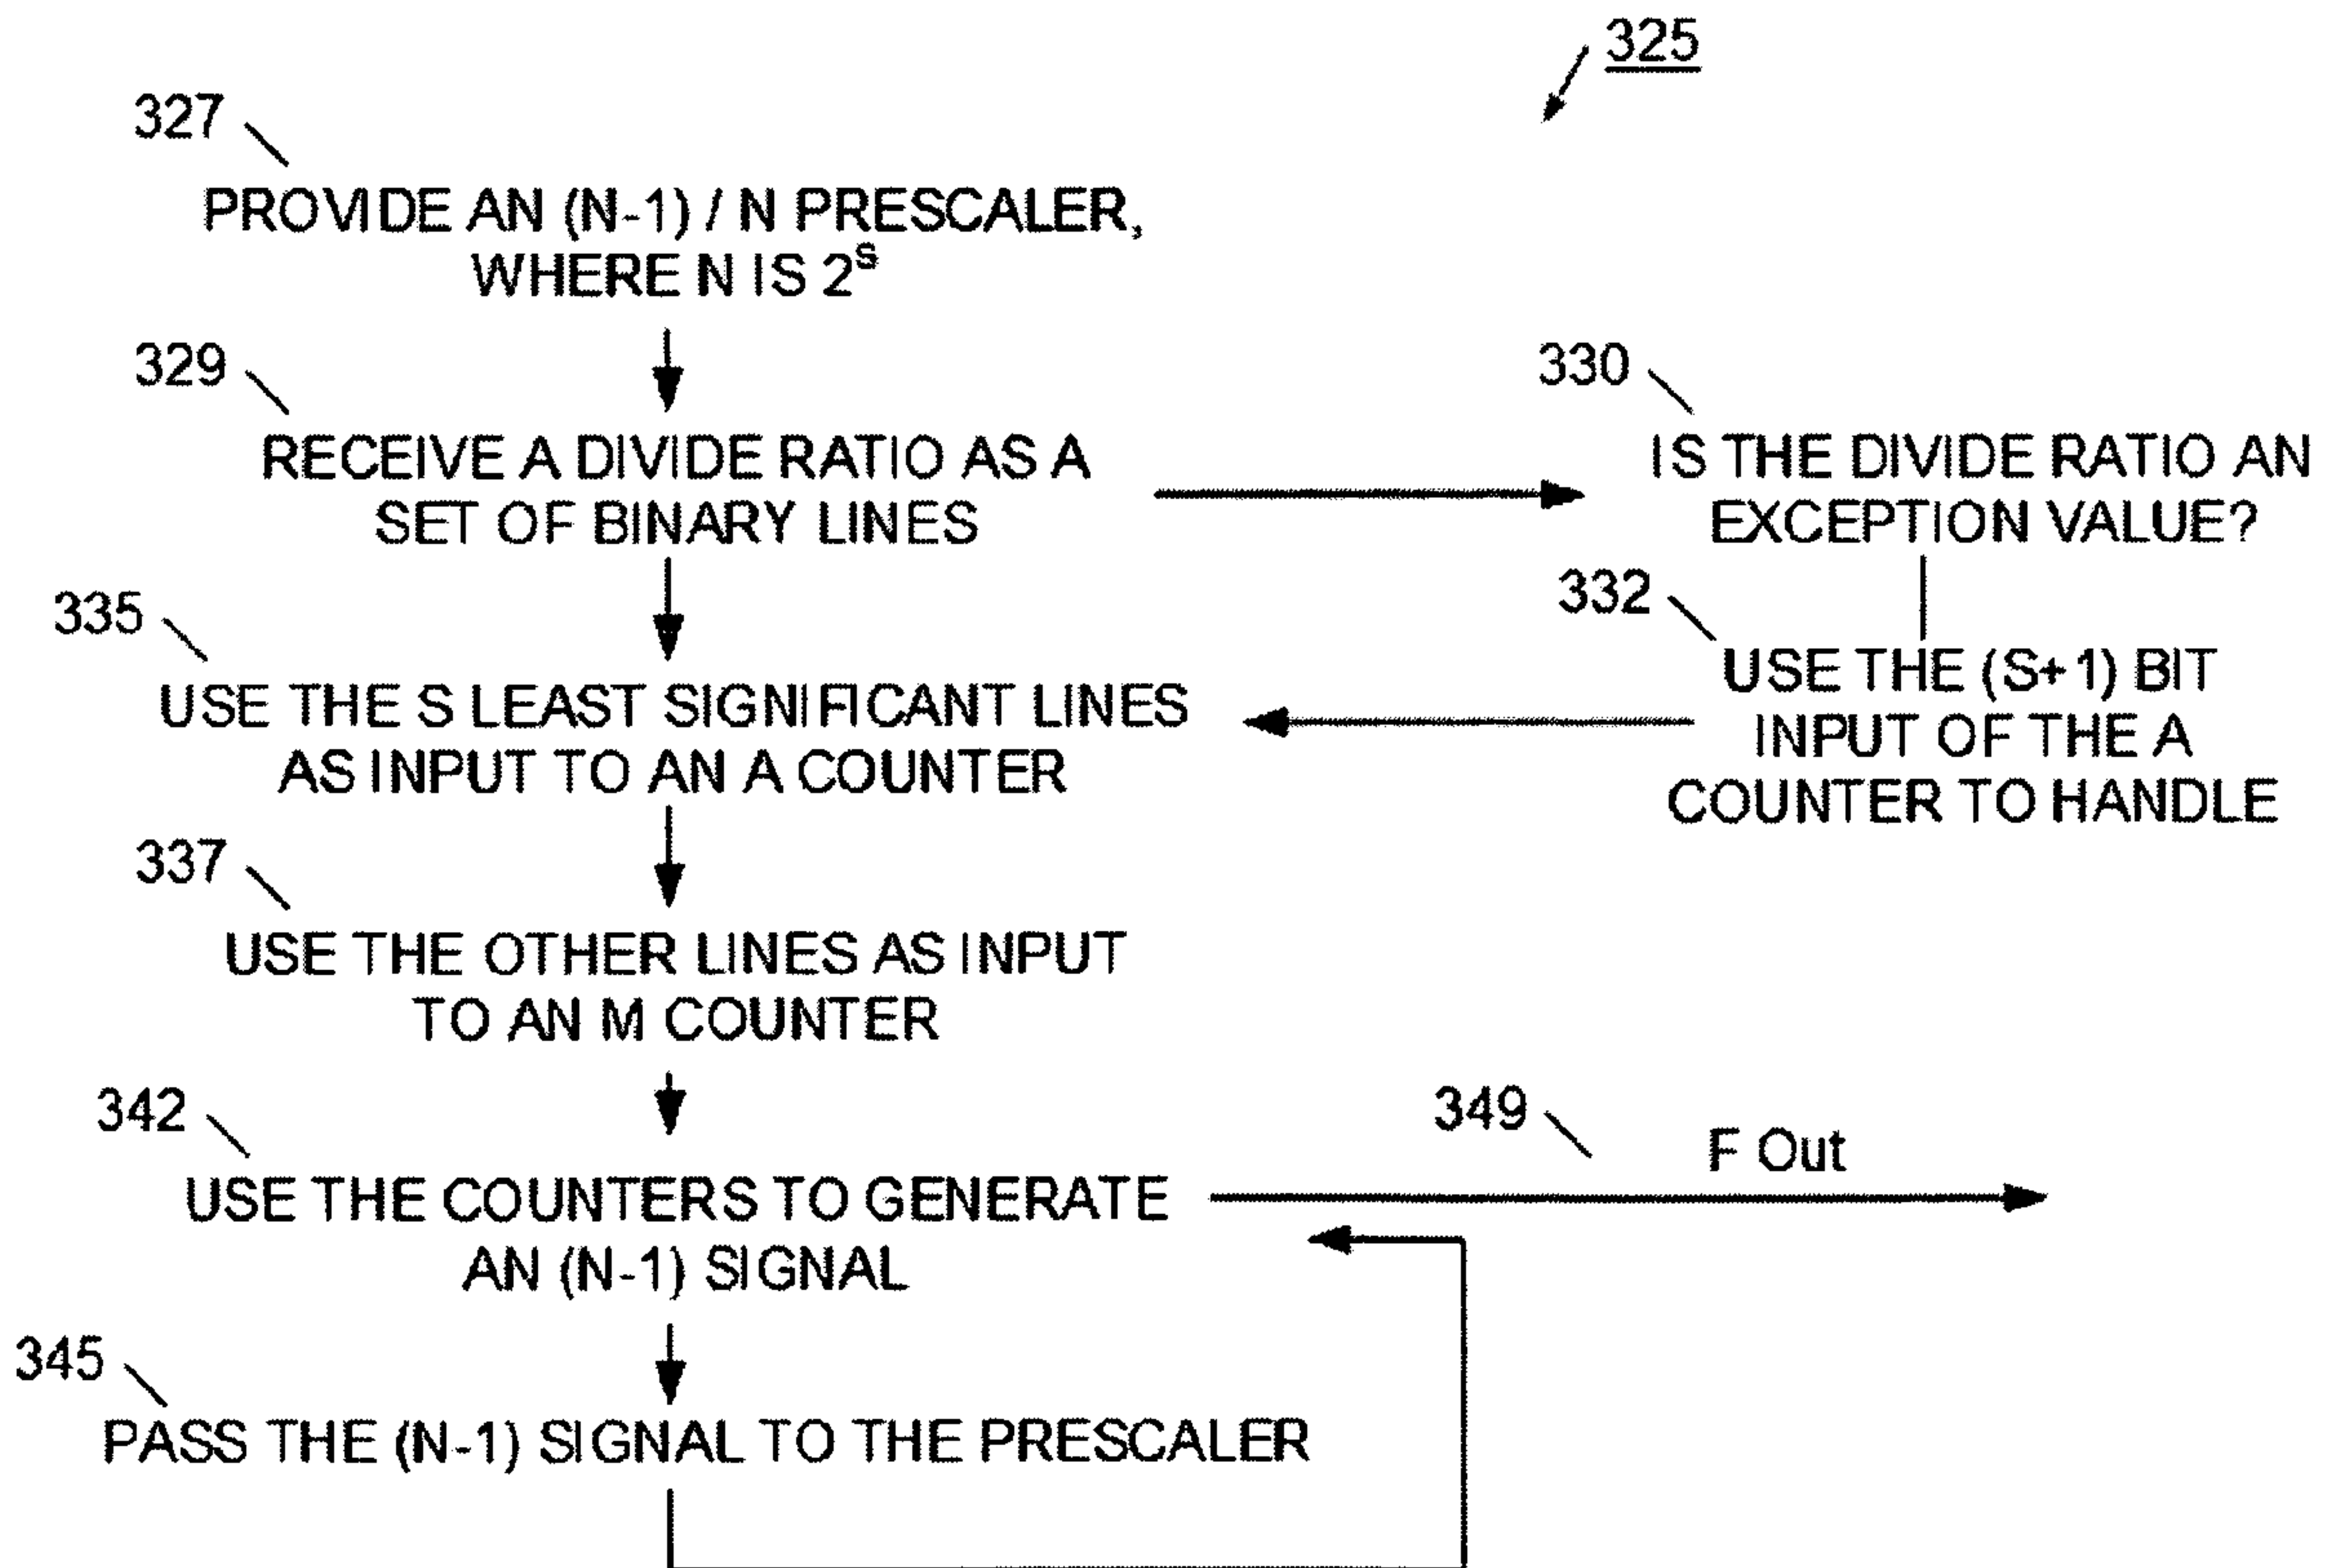 325
327
PROVIDE AN (N-1) / N PRESCALER,
WHERE N IS 2^S
329
RECEIVE A DIVIDE RATIO AS A
SET OF BINARY LINES
330
IS THE DIVIDE RATIO AN
EXCEPTION VALUE?
332
USE THE (S+1) BIT
INPUT OF THE A
COUNTER TO HANDLE
335
USE THE S LEAST SIGNIFICANT LINES
AS INPUT TO AN A COUNTER
337
USE THE OTHER LINES AS INPUT
TO AN M COUNTER
342
USE THE COUNTERS TO GENERATE
AN (N-1) SIGNAL
349
F Out
345
PASS THE (N-1) SIGNAL TO THE PRESCALER